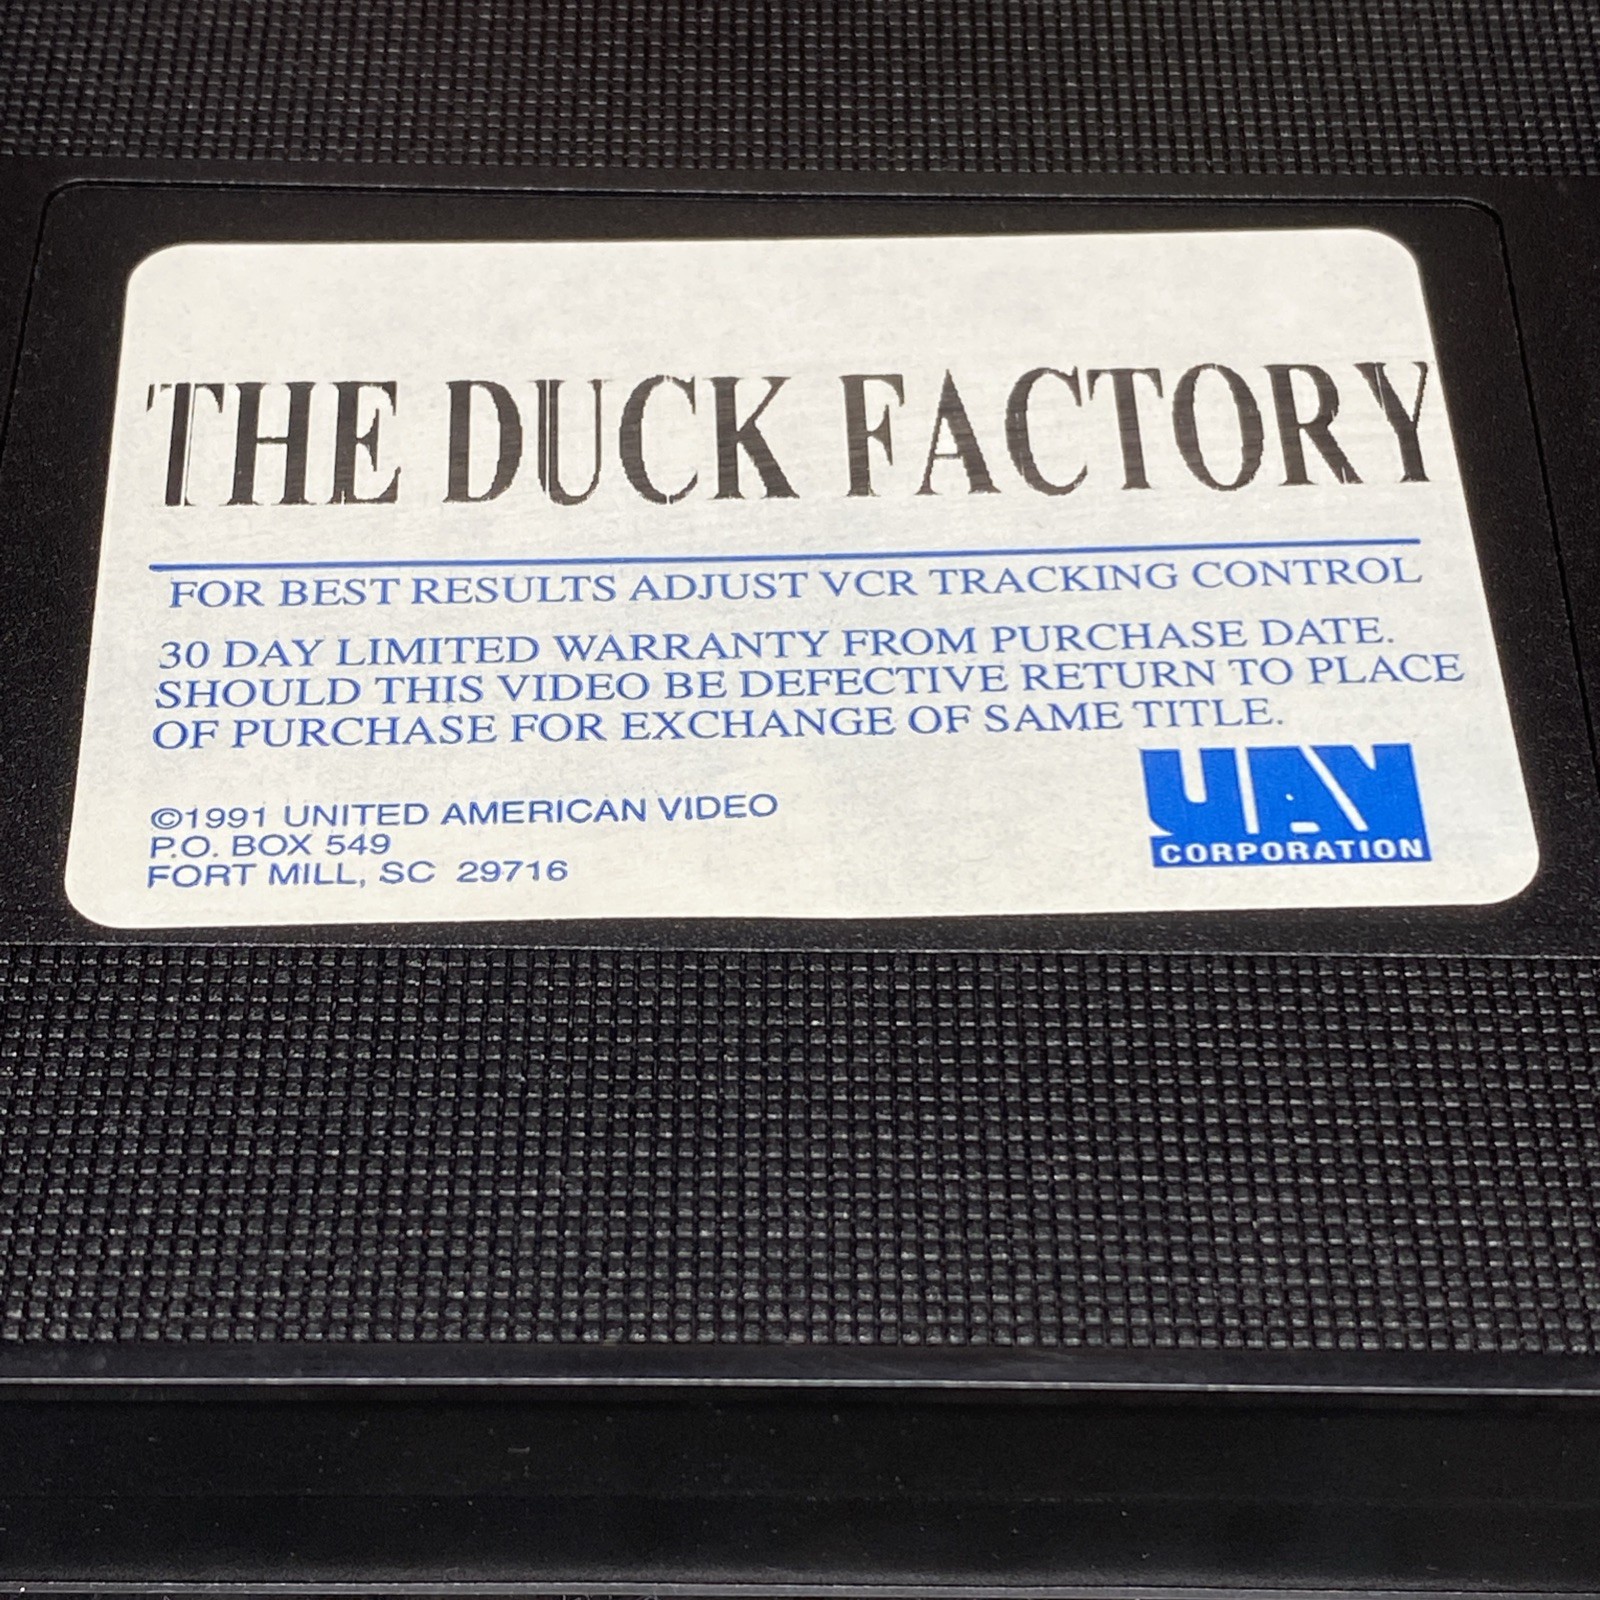 THE DUCK FACTORY
FOR BEST RESULTS ADJUST VCR TRACKING CONTROL
30 DAY LIMITED WARRANTY FROM PURCHASE DATE.
SHOULD THIS VIDEO BE DEFECTIVE RETURN TO PLACE
OF PURCHASE FOR EXCHANGE OF SAME TITLE.
©1991 UNITED AMERICAN VIDEO
P.O. BOX 549
FORT MILL, SC 29716
UAV
CORPORATION